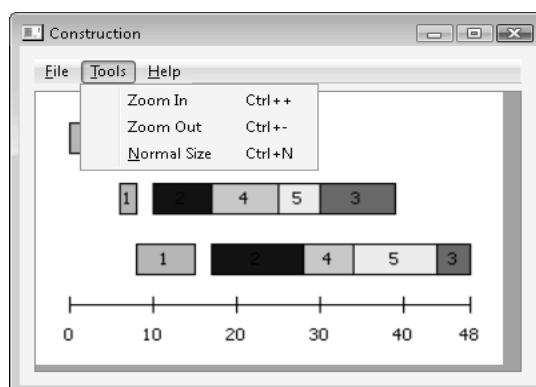 Construction
File Tools Help
Zoom In Ctrl++
Zoom Out Ctrl+-
Normal Size Ctrl+N
1 2 4 5 3
1 2 4 5 3
0 10 20 30 40 48